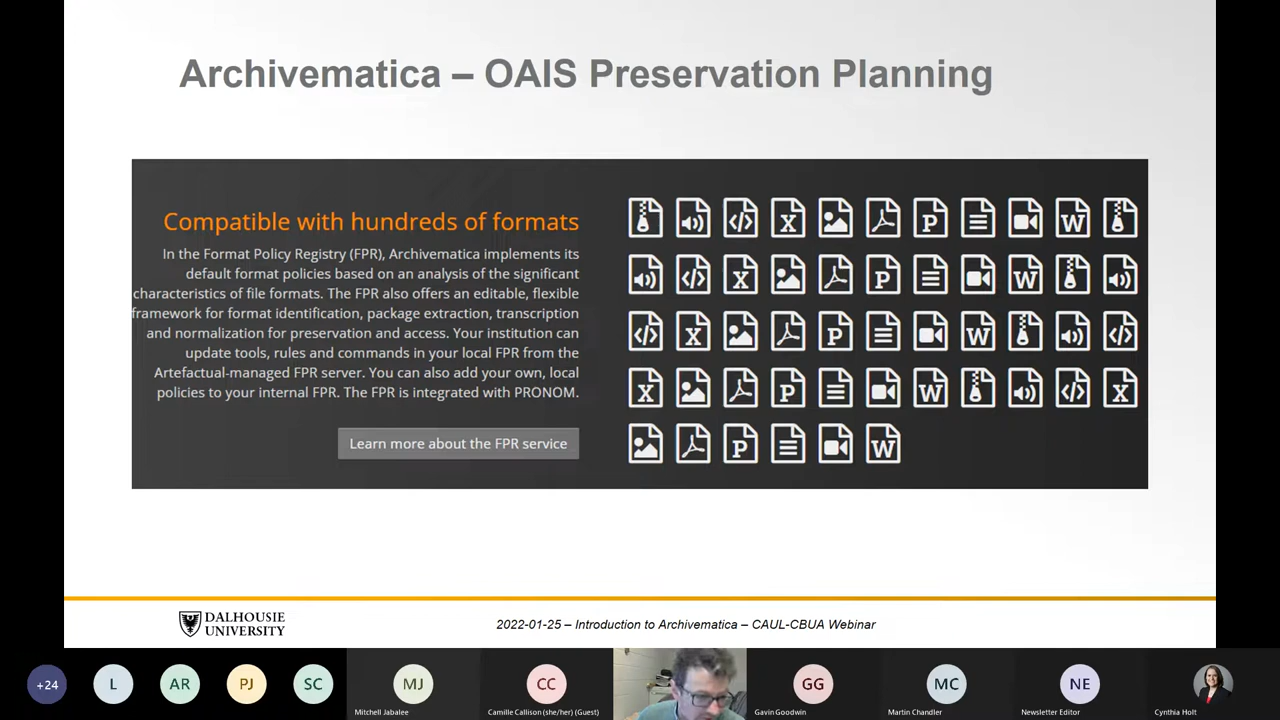 Archivematica – OAIS Preservation Planning
Compatible with hundreds of formats
In the Format Policy Registry (FPR), Archivematica implements its
default format policies based on an analysis of the significant
characteristics of file formats. The FPR also offers an editable, flexible
framework for format identification, package extraction, transcription
and normalization for preservation and access. Your institution can
update tools, rules and commands in your local FPR from the
Artefactual-managed FPR server. You can also add your own, local
policies to your internal FPR. The FPR is integrated with PRONOM.
Learn more about the FPR service
</> X P W
</> X P W
</> X P W </>
X P W </> X
P W
DALHOUSIE
UNIVERSITY
2022-01-25 – Introduction to Archivematica – CAUL-CBUA Webinar
+24 L AR PJ SC MJ CC GG MC NE
Mitchell Jabalee Camille Callison (she/her) (Guest) Gavin Goodwin Martin Chandler Newsletter Editor Cynthia Holt